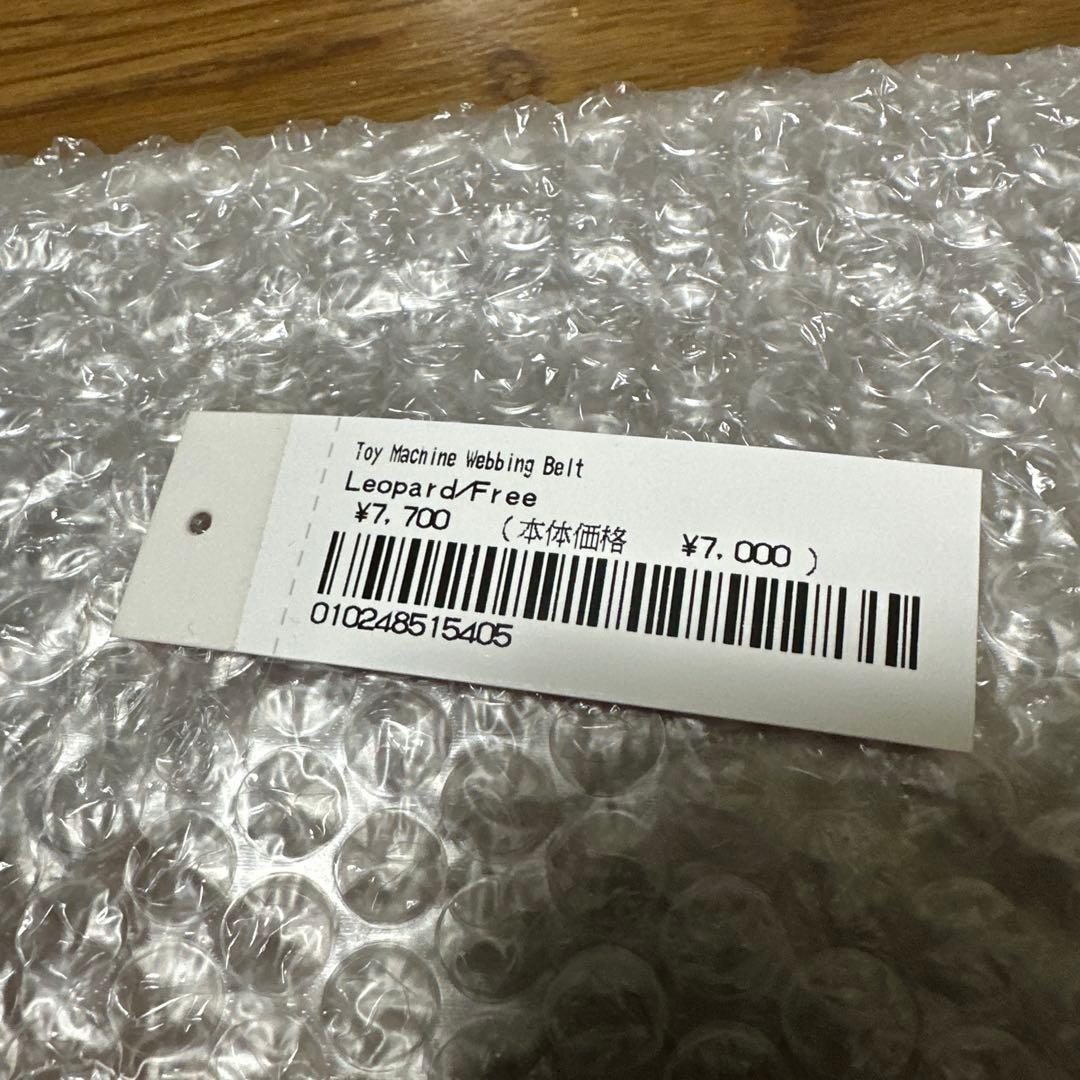 Toy Machine Webbing Belt
Leopard/Free
¥7,700 (本体価格 ¥7,000)
010248515405